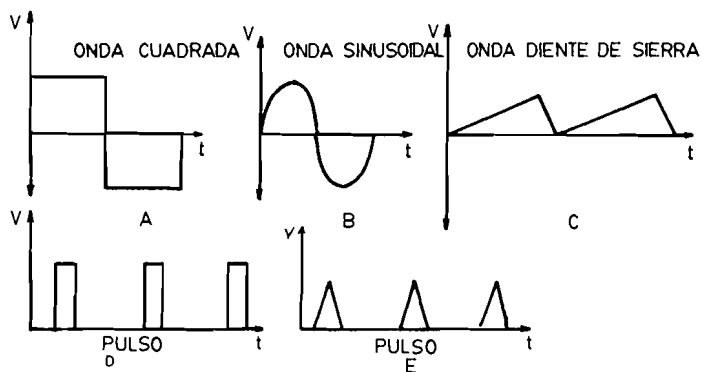 V
ONDA CUADRADA
t
A
V
ONDA SINUSOIDAL
t
B
V
ONDA DIENTE DE SIERRA
t
C
V
t
PULSO
D
V
t
PULSO
E